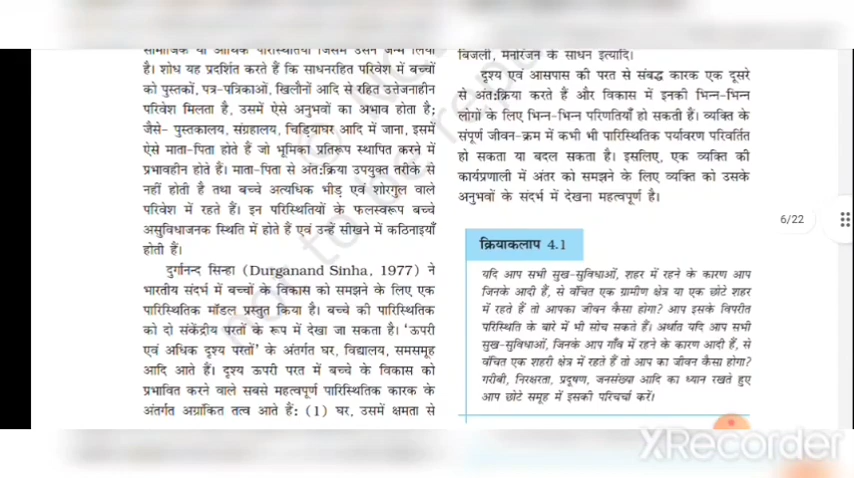 सामाजिक या आर्थिक परिस्थितियाँ जिसमें उसने जन्म लिया
है। शोध यह प्रदर्शित करते हैं कि साधनरहित परिवेश में बच्चों
को पुस्तकों, पत्र-पत्रिकाओं, खिलौनों आदि से रहित उत्तेजनाहीन
परिवेश मिलता है, उसमें ऐसे अनुभवों का अभाव होता है;
जैसे- पुस्तकालय, संग्रहालय, चिड़ियाघर आदि में जाना, इसमें
ऐसे माता-पिता होते हैं जो भूमिका प्रतिरूप स्थापित करने में
प्रभावहीन होते हैं। माता-पिता से अंत:क्रिया उपयुक्त तरीके से
नहीं होती है तथा बच्चे अत्यधिक भीड़ एवं शोरगुल वाले
परिवेश में रहते हैं। इन परिस्थितियों के फलस्वरूप बच्चे
असुविधाजनक स्थिति में होते हैं एवं उन्हें सीखने में कठिनाइयाँ
होती हैं।
दुर्गानन्द सिन्हा (Durganand Sinha, 1977) ने
भारतीय संदर्भ में बच्चों के विकास को समझने के लिए एक
पारिस्थितिक मॉडल प्रस्तुत किया है। बच्चे की पारिस्थितिक
को दो संकेंद्रीय परतों के रूप में देखा जा सकता है। 'ऊपरी
एवं अधिक दृश्य परतों' के अंतर्गत घर, विद्यालय, समसमूह
आदि आते हैं। दृश्य ऊपरी परत में बच्चे के विकास को
प्रभावित करने वाले सबसे महत्वपूर्ण पारिस्थितिक कारक के
अंतर्गत अग्रांकित तत्व आते हैं: (1) घर, उसमें क्षमता से
बिजली, मनोरंजन के साधन इत्यादि।
दृश्य एवं आसपास की परत से संबद्ध कारक एक दूसरे
से अंत:क्रिया करते हैं और विकास में इनकी भिन्न-भिन्न
लोगों के लिए भिन्न-भिन्न परिणतियाँ हो सकती हैं। व्यक्ति के
संपूर्ण जीवन-क्रम में कभी भी पारिस्थितिक पर्यावरण परिवर्तित
हो सकता या बदल सकता है। इसलिए, एक व्यक्ति की
कार्यप्रणाली में अंतर को समझने के लिए व्यक्ति को उसके
अनुभवों के संदर्भ में देखना महत्वपूर्ण है।
6/22
क्रियाकलाप 4.1
यदि आप सभी सुख-सुविधाओं, शहर में रहने के कारण आप
जिनके आदी हैं, से वंचित एक ग्रामीण क्षेत्र या एक छोटे शहर
में रहते हैं तो आपका जीवन कैसा होगा? आप इसके विपरीत
परिस्थिति के बारे में भी सोच सकते हैं। अर्थात यदि आप सभी
सुख-सुविधाओं, जिनके आप गाँव में रहने के कारण आदी हैं, से
वंचित एक शहरी क्षेत्र में रहते हैं तो आप का जीवन कैसा होगा?
गरीबी, निरक्षरता, प्रदूषण, जनसंख्या आदि का ध्यान रखते हुए
आप छोटे समूह में इसकी परिचर्चा करें।
XRecorder